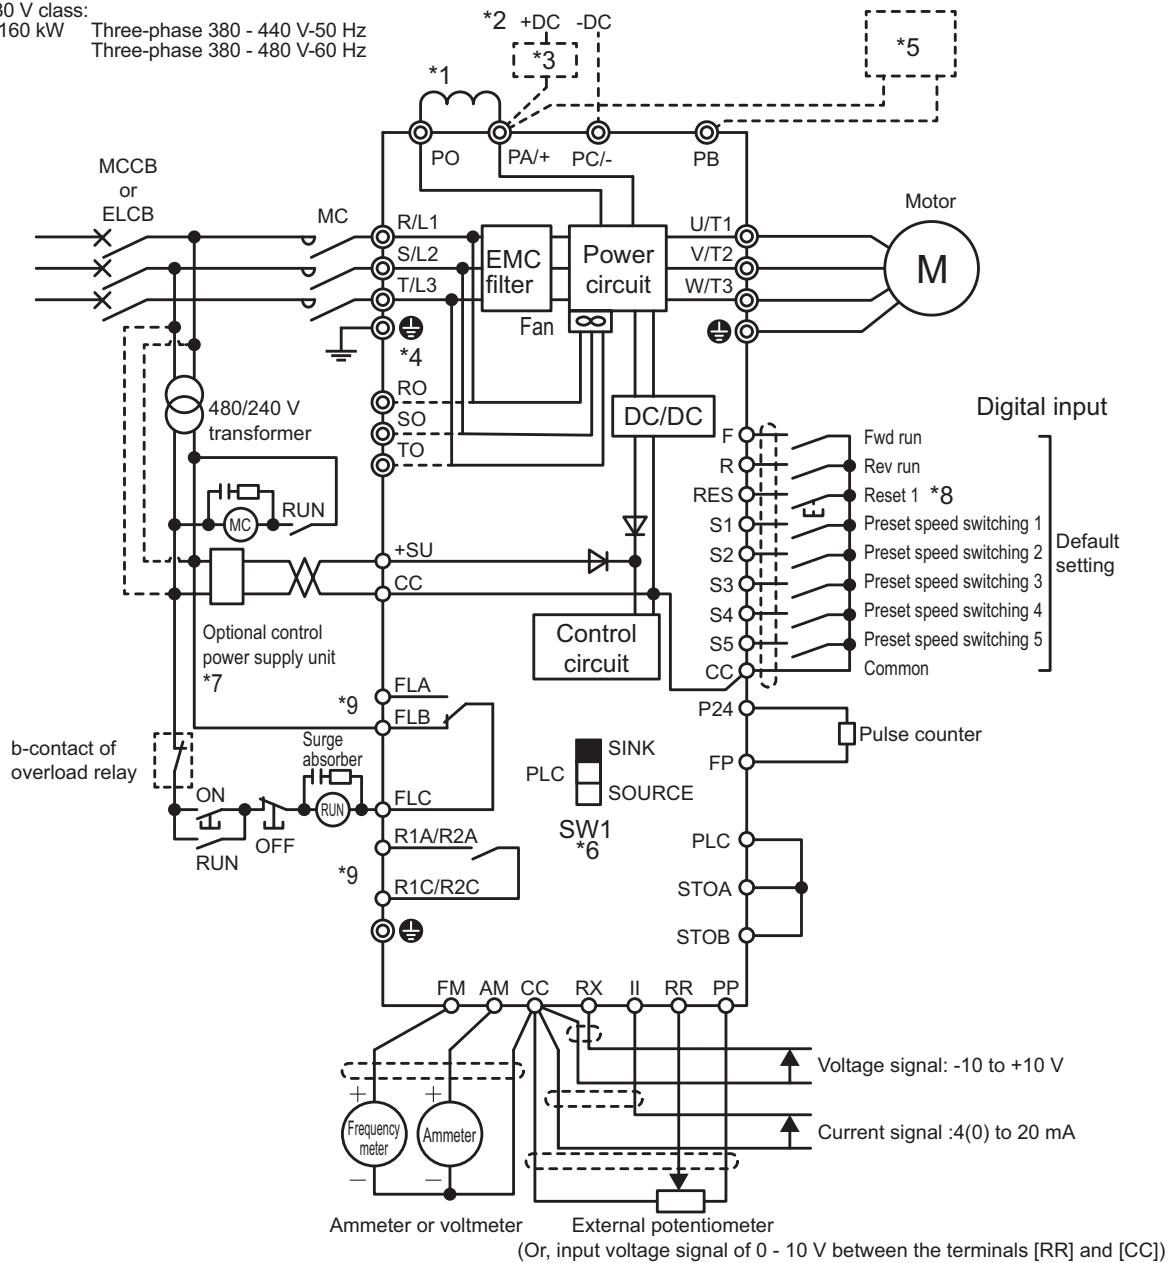 30 V class:
160 kW Three-phase 380 - 440 V-50 Hz
Three-phase 380 - 480 V-60 Hz
*2 +DC -DC
*3
*5
*1
PO PA/+ PC/- PB
MCCB
or
ELCB
MC
R/L1
S/L2
T/L3
EMC
filter
Power
circuit
U/T1
V/T2
W/T3
Motor
M
Fan
*4
RO
SO
TO
480/240 V
transformer
DC/DC
MC
RUN
+SU
CC
Optional control
power supply unit
*7
Control
circuit
Digital input
F Fwd run
R Rev run
RES Reset 1 *8
S1 Preset speed switching 1
S2 Preset speed switching 2
S3 Preset speed switching 3
S4 Preset speed switching 4
S5 Preset speed switching 5
CC Common
Default
setting
*9
FLA
FLB
FLC
b-contact of
overload relay
Surge
absorber
ON
RUN
OFF
RUN
PLC
SINK
SOURCE
SW1
*6
P24
FP
Pulse counter
*9
R1A/R2A
R1C/R2C
PLC
STOA
STOB
FM AM CC RX II RR PP
+ +
Frequency
meter
Ammeter
– –
Voltage signal: -10 to +10 V
Current signal :4(0) to 20 mA
Ammeter or voltmeter
External potentiometer
(Or, input voltage signal of 0 - 10 V between the terminals [RR] and [CC])